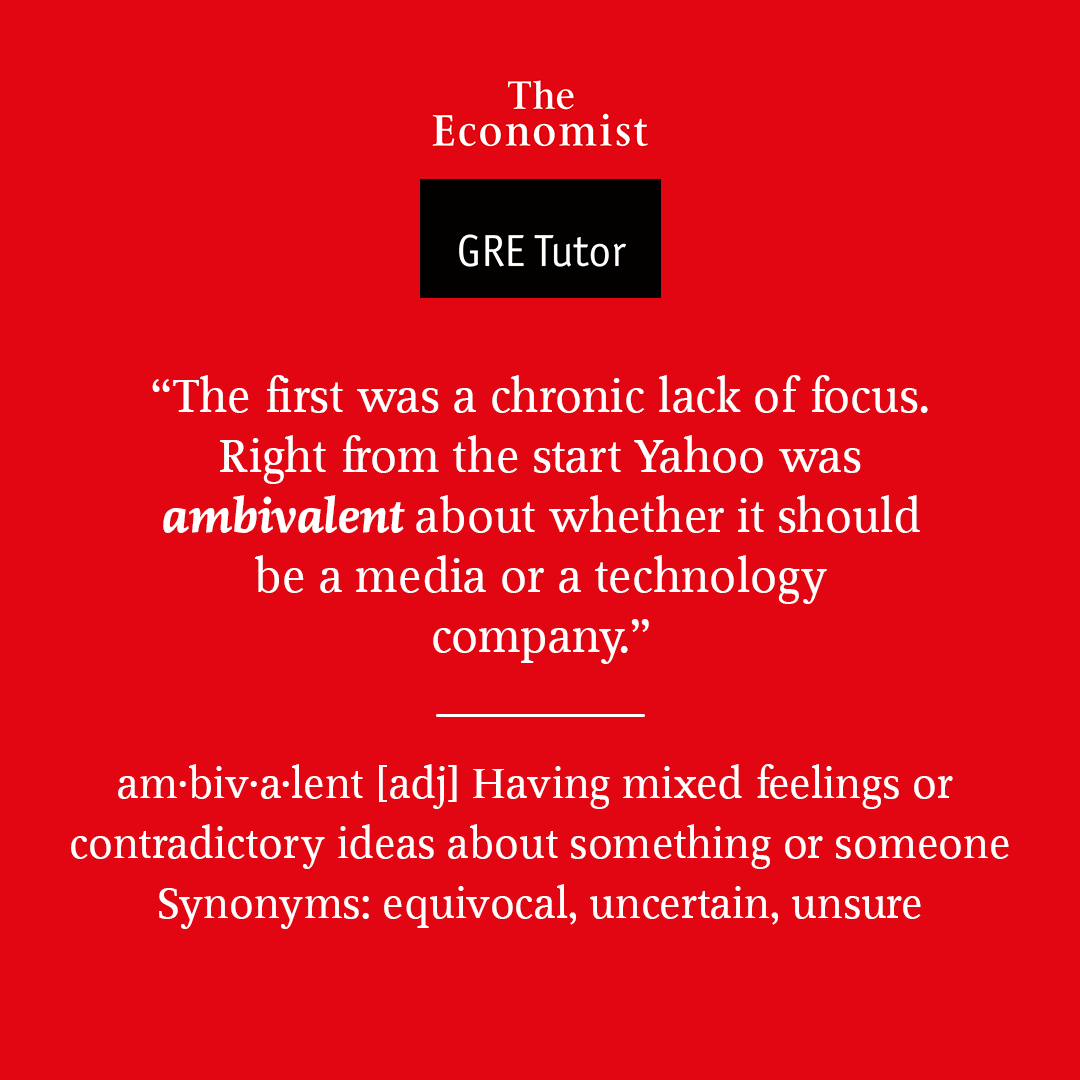 The
Economist
GRE Tutor
“The first was a chronic lack of focus.
Right from the start Yahoo was
ambivalent about whether it should
be a media or a technology
company.”
am·biv·a·lent [adj] Having mixed feelings or
contradictory ideas about something or someone
Synonyms: equivocal, uncertain, unsure